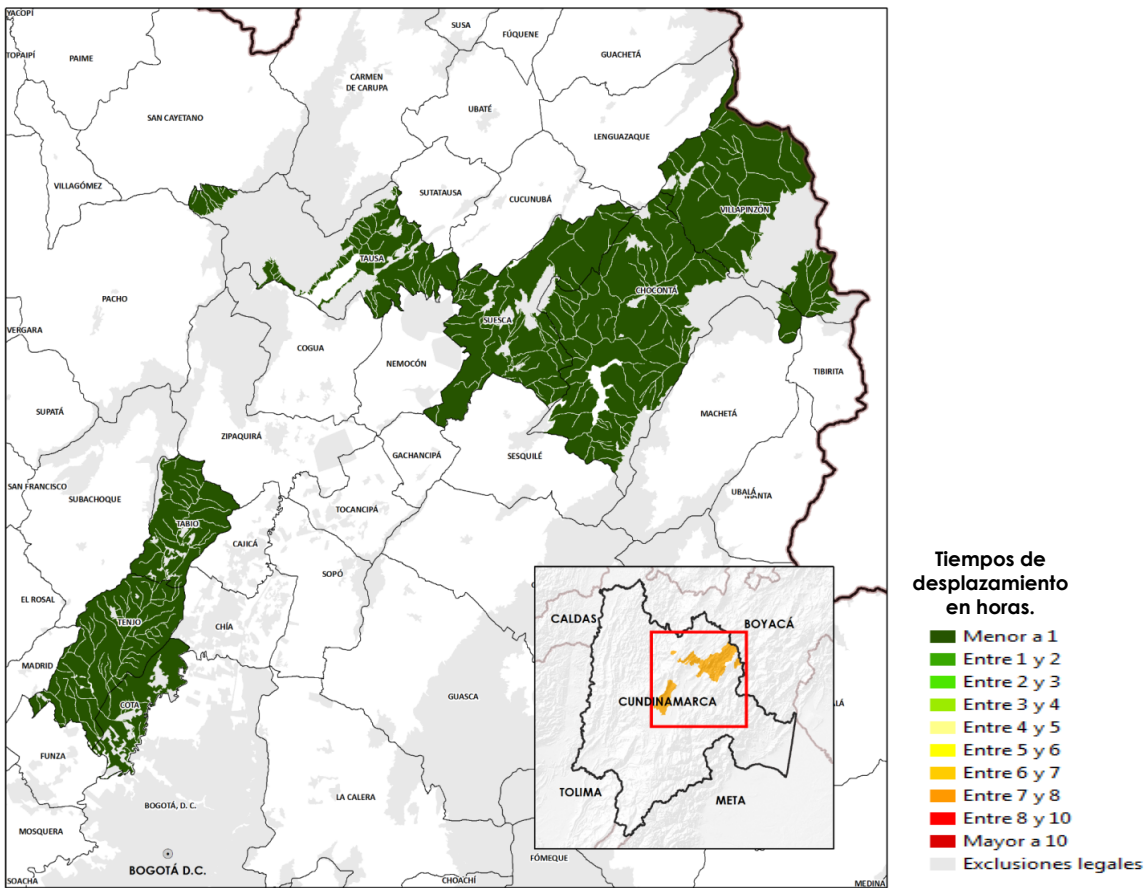 YACOPÍ
SUSA
FÚQUENE
TOPAIPÍ
PAIME
GUACHETÁ
CARMEN
DE CARUPA
SAN CAYETANO
UBATÉ
LENGUAZAQUE
VILLAGÓMEZ
SUTATAUSA
CUCUNUBÁ
VILLAPINZÓN
TAUSA
PACHO
CHOCONTÁ
SUESCA
VERGARA
COGUA
NEMOCÓN
TIBIRITA
SUPATÁ
MACHETÁ
ZIPAQUIRÁ
GACHANCIPÁ
SESQUILÉ
SAN FRANCISCO
SUBACHOQUE
UBALÁ
TOCANCIPÁ
TABIO
CAJICÁ
SOPÓ
EL ROSAL
TENJO
CHÍA
MADRID
GUASCA
COTA
FUNZA
LA CALERA
BOGOTÁ, D. C.
MOSQUERA
BOGOTÁ D.C.
FÓMEQUE
SOACHA
CHOACHÍ
MEDINA
CALDAS
BOYACÁ
CUNDINAMARCA
TOLIMA
META
Tiempos de
desplazamiento
en horas.
Menor a 1
Entre 1 y 2
Entre 2 y 3
Entre 3 y 4
Entre 4 y 5
Entre 5 y 6
Entre 6 y 7
Entre 7 y 8
Entre 8 y 10
Mayor a 10
Exclusiones legales